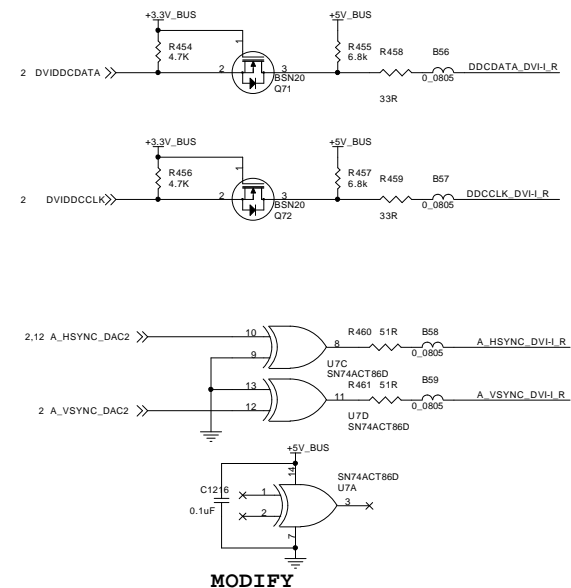 +3.3V_BUS
+5V_BUS
R454
4.7K
1
R455
6.8k
R458
B56
2 DVIDDCDATA
2
3
DDCDATA_DVI-I_R
BSN20
Q71
0_0805
33R
+3.3V_BUS
+5V_BUS
R456
4.7K
1
R457
6.8k
R459
B57
2 DVIDDCCLK
2
3
DDCCLK_DVI-I_R
BSN20
Q72
0_0805
33R
2,12 A_HSYNC_DAC2
10
9
8
R460 51R
B58
A_HSYNC_DVI-I_R
0_0805
U7C
SN74ACT86D
13
12
11
R461 51R
B59
A_VSYNC_DVI-I_R
0_0805
2 A_VSYNC_DAC2
U7D
SN74ACT86D
+5V_BUS
14
SN74ACT86D
U7A
C1216
0.1uF
1
2
3
7
MODIFY